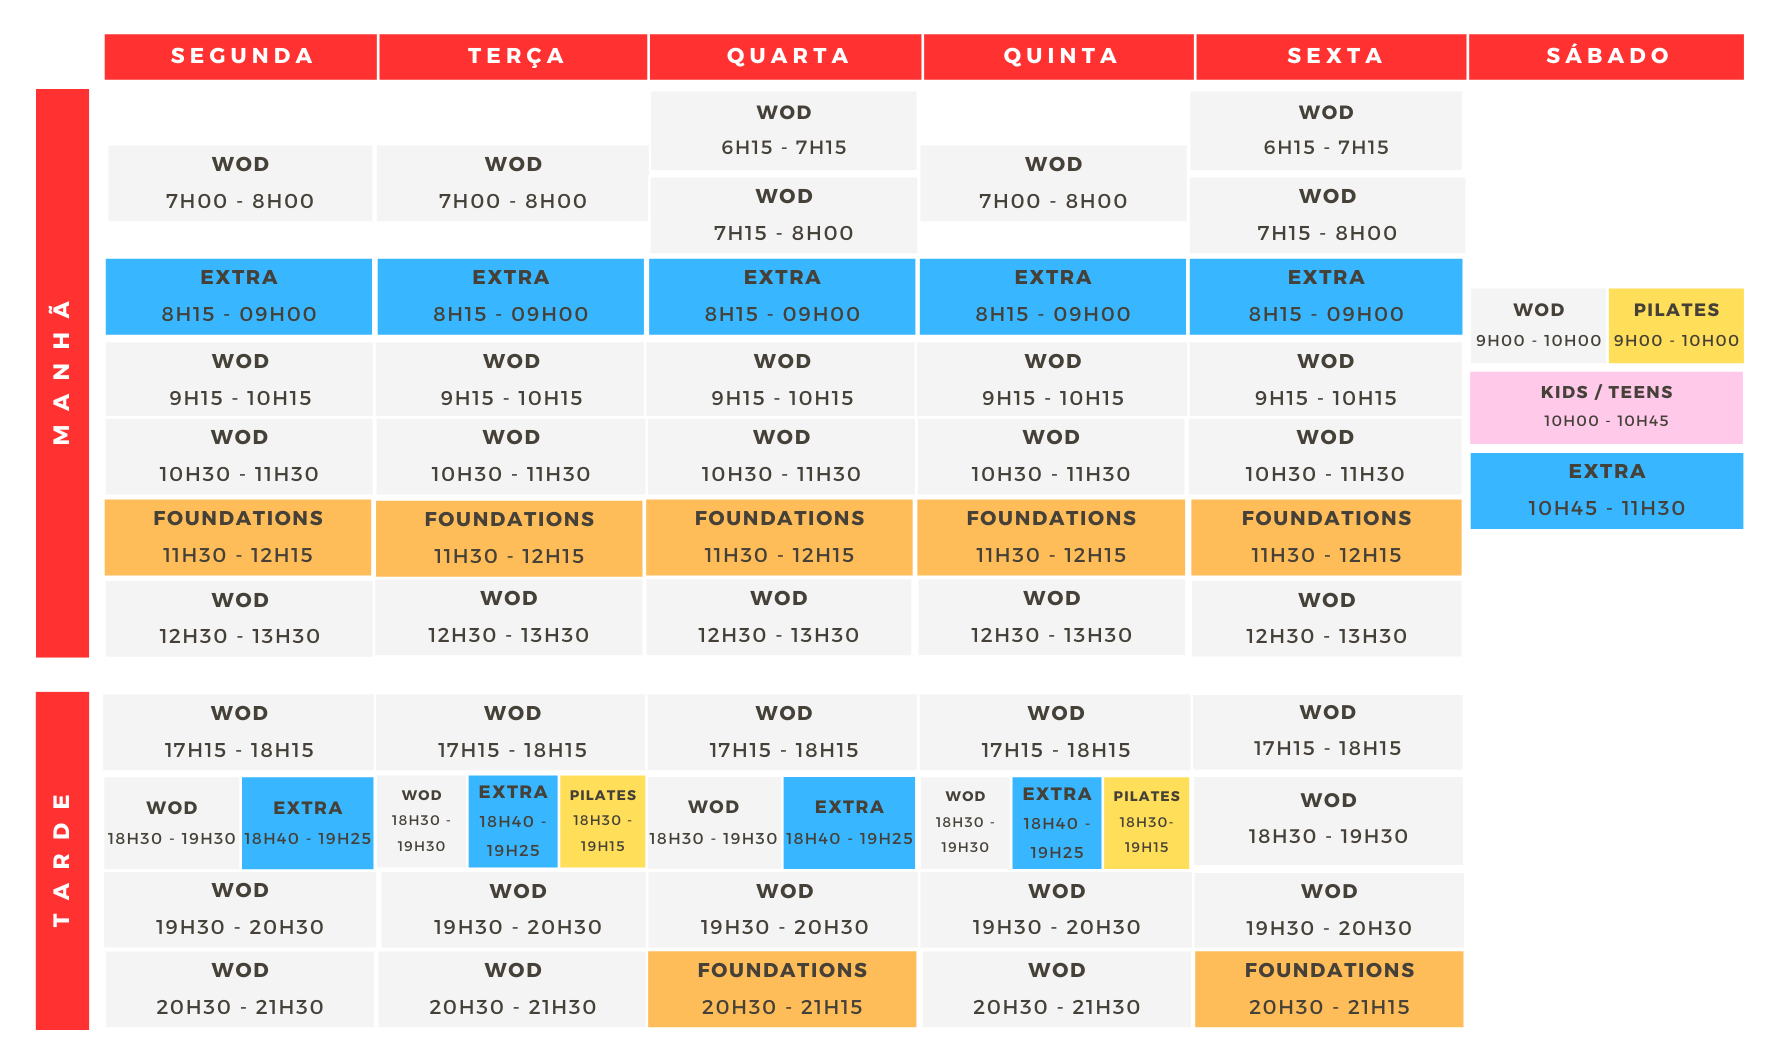 SEGUNDA TERÇA QUARTA QUINTA SEXTA SÁBADO
MANHÃ
WOD WOD
6H15 - 7H15 6H15 - 7H15
WOD WOD WOD
7H00 - 8H00 7H00 - 8H00 7H00 - 8H00
WOD WOD
7H15 - 8H00 7H15 - 8H00
EXTRA EXTRA EXTRA EXTRA EXTRA
8H15 - 09H00 8H15 - 09H00 8H15 - 09H00 8H15 - 09H00 8H15 - 09H00
WOD PILATES
9H00 - 10H00 9H00 - 10H00
WOD WOD WOD WOD WOD
9H15 - 10H15 9H15 - 10H15 9H15 - 10H15 9H15 - 10H15 9H15 - 10H15
KIDS / TEENS
10H00 - 10H45
WOD WOD WOD WOD WOD
10H30 - 11H30 10H30 - 11H30 10H30 - 11H30 10H30 - 11H30 10H30 - 11H30
EXTRA
10H45 - 11H30
FOUNDATIONS FOUNDATIONS FOUNDATIONS FOUNDATIONS FOUNDATIONS
11H30 - 12H15 11H30 - 12H15 11H30 - 12H15 11H30 - 12H15 11H30 - 12H15
WOD WOD WOD WOD WOD
12H30 - 13H30 12H30 - 13H30 12H30 - 13H30 12H30 - 13H30 12H30 - 13H30
TARDE
WOD WOD WOD WOD WOD
17H15 - 18H15 17H15 - 18H15 17H15 - 18H15 17H15 - 18H15 17H15 - 18H15
WOD EXTRA WOD EXTRA PILATES WOD EXTRA WOD EXTRA PILATES WOD
18H30 - 19H30 18H40 - 19H25 18H30 - 18H40 - 18H30 - 18H30 - 19H30 18H40 - 19H25 18H30 - 18H40 - 18H30- 18H30 - 19H30
19H30 19H25 19H15 19H30 19H25 19H15
WOD WOD WOD WOD WOD
19H30 - 20H30 19H30 - 20H30 19H30 - 20H30 19H30 - 20H30 19H30 - 20H30
WOD WOD FOUNDATIONS WOD FOUNDATIONS
20H30 - 21H30 20H30 - 21H30 20H30 - 21H15 20H30 - 21H30 20H30 - 21H15